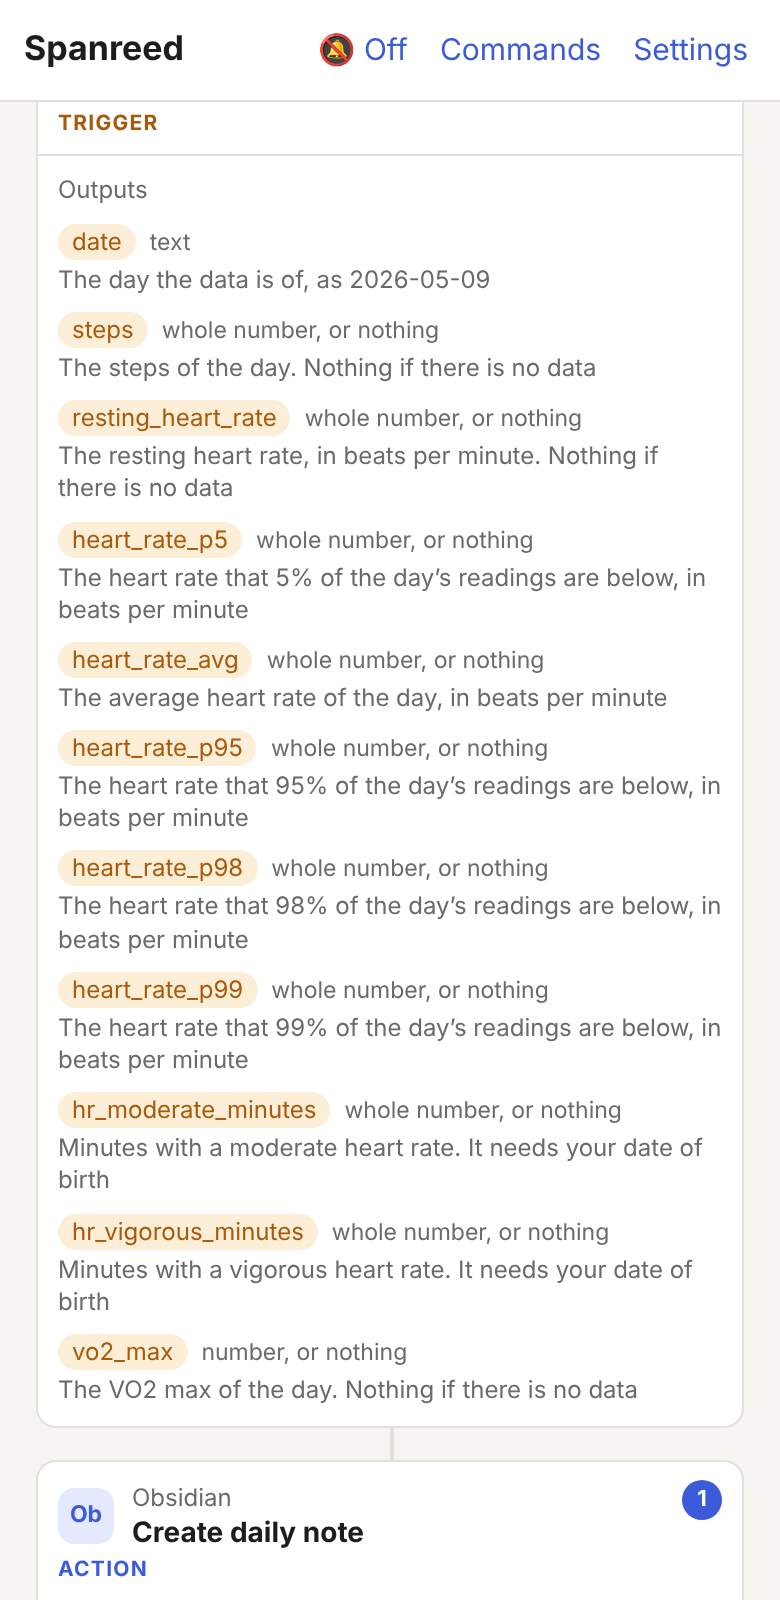 Spanreed
Off
Commands
Settings
TRIGGER
Outputs
date text
The day the data is of, as 2026-05-09
steps whole number, or nothing
The steps of the day. Nothing if there is no data
resting_heart_rate whole number, or nothing
The resting heart rate, in beats per minute. Nothing if
there is no data
heart_rate_p5 whole number, or nothing
The heart rate that 5% of the day’s readings are below, in
beats per minute
heart_rate_avg whole number, or nothing
The average heart rate of the day, in beats per minute
heart_rate_p95 whole number, or nothing
The heart rate that 95% of the day’s readings are below, in
beats per minute
heart_rate_p98 whole number, or nothing
The heart rate that 98% of the day’s readings are below, in
beats per minute
heart_rate_p99 whole number, or nothing
The heart rate that 99% of the day’s readings are below, in
beats per minute
hr_moderate_minutes whole number, or nothing
Minutes with a moderate heart rate. It needs your date of
birth
hr_vigorous_minutes whole number, or nothing
Minutes with a vigorous heart rate. It needs your date of
birth
vo2_max number, or nothing
The VO2 max of the day. Nothing if there is no data
Ob
Obsidian
Create daily note
1
ACTION